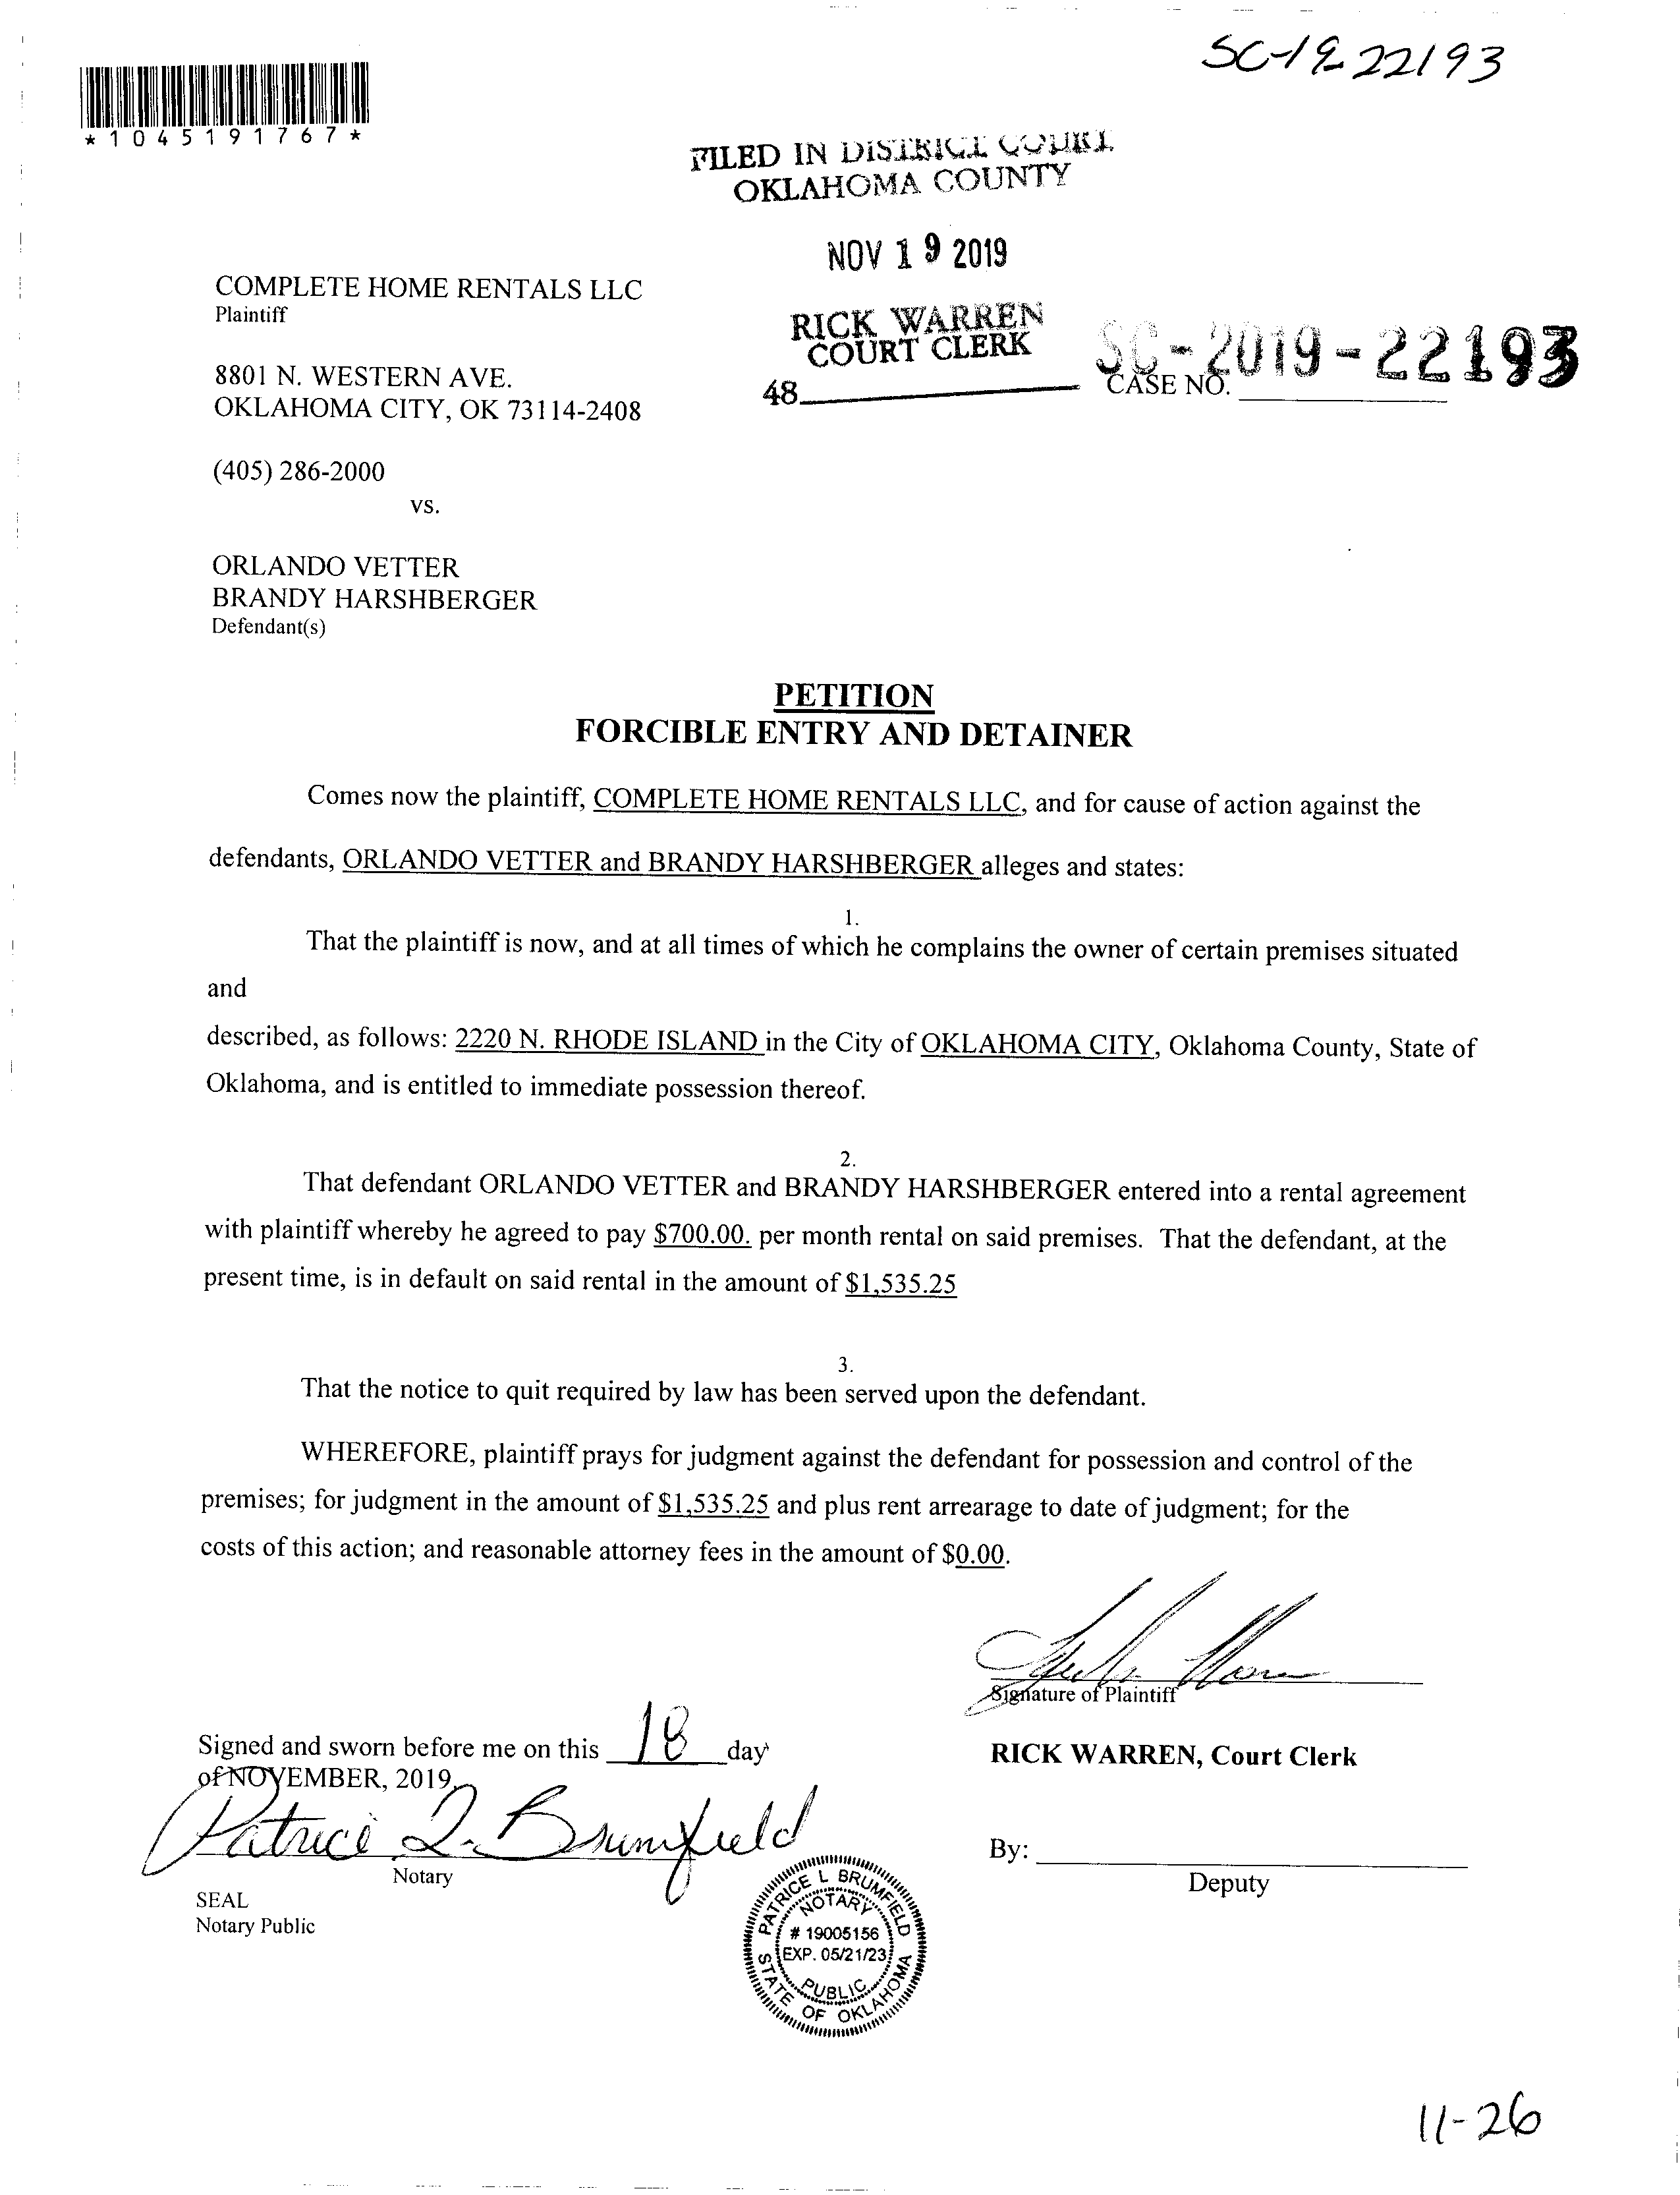 SC-19-22193
*1045191767*
FILED IN DISTRICT COURT
OKLAHOMA COUNTY
NOV 19 2019
COMPLETE HOME RENTALS LLC
Plaintiff
RICK WARREN
COURT CLERK
SC-2019-22193
8801 N. WESTERN AVE.
48
CASE NO.
OKLAHOMA CITY, OK 73114-2408
(405) 286-2000
vs.
ORLANDO VETTER
BRANDY HARSHBERGER
Defendant(s)
PETITION
FORCIBLE ENTRY AND DETAINER
Comes now the plaintiff, COMPLETE HOME RENTALS LLC, and for cause of action against the
defendants, ORLANDO VETTER and BRANDY HARSHBERGER alleges and states:
1.
That the plaintiff is now, and at all times of which he complains the owner of certain premises situated
and
described, as follows: 2220 N. RHODE ISLAND in the City of OKLAHOMA CITY, Oklahoma County, State of
Oklahoma, and is entitled to immediate possession thereof.
2.
That defendant ORLANDO VETTER and BRANDY HARSHBERGER entered into a rental agreement
with plaintiff whereby he agreed to pay $700.00. per month rental on said premises. That the defendant, at the
present time, is in default on said rental in the amount of $1,535.25
3.
That the notice to quit required by law has been served upon the defendant.
WHEREFORE, plaintiff prays for judgment against the defendant for possession and control of the
premises; for judgment in the amount of $1,535.25 and plus rent arrearage to date of judgment; for the
costs of this action; and reasonable attorney fees in the amount of $0.00.
Signature of Plaintiff
Signed and sworn before me on this 18 day
of NOVEMBER, 2019.
RICK WARREN, Court Clerk
Patrice L. Brumfield
Notary
By:
Deputy
SEAL
Notary Public
PATRICE L BRUMFIELD
NOTARY
# 19005156
EXP. 05/21/23
PUBLIC
STATE OF OKLAHOMA
11-26